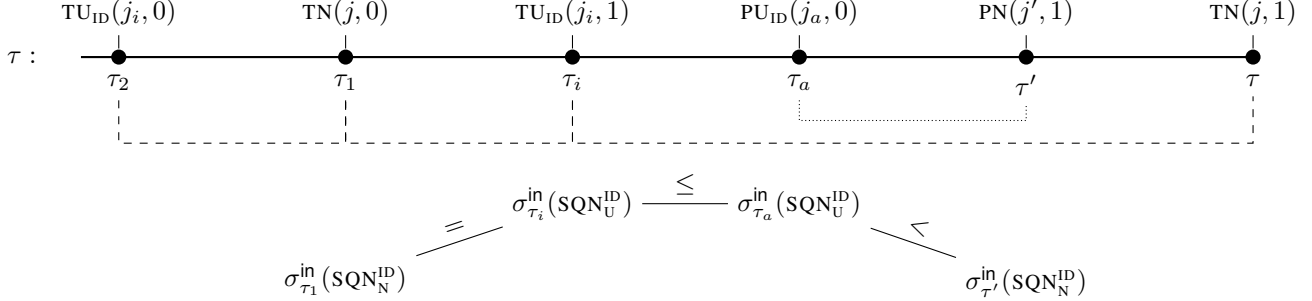 TU_ID(j_i, 0) TN(j, 0) TU_ID(j_i, 1) PU_ID(j_a, 0) PN(j′, 1) TN(j, 1)
τ :
τ_2 τ_1 τ_i τ_a τ′ τ
σ^in_{τ_i}(SQN^ID_U) ≤ σ^in_{τ_a}(SQN^ID_U)
= <
σ^in_{τ_1}(SQN^ID_N) σ^in_{τ′}(SQN^ID_N)